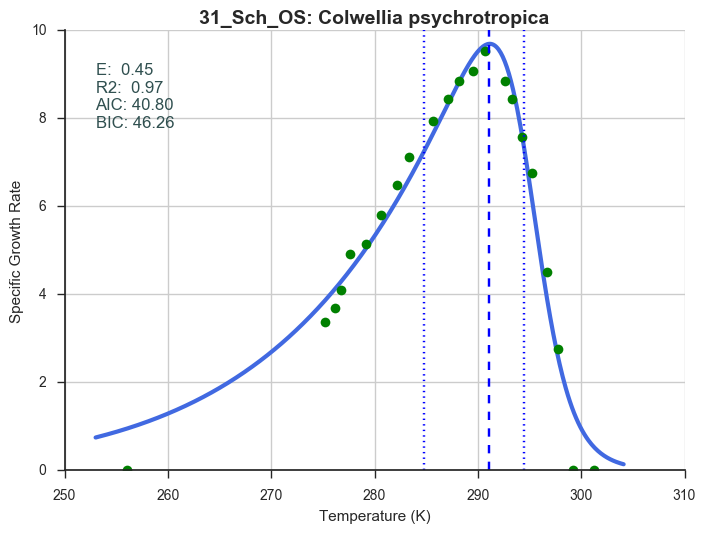 31_Sch_OS: Colwellia psychrotropica
E:  0.45
R2:  0.97
AIC: 40.80
BIC: 46.26
Specific Growth Rate
10
8
6
4
2
0
250 260 270 280 290 300 310
Temperature (K)